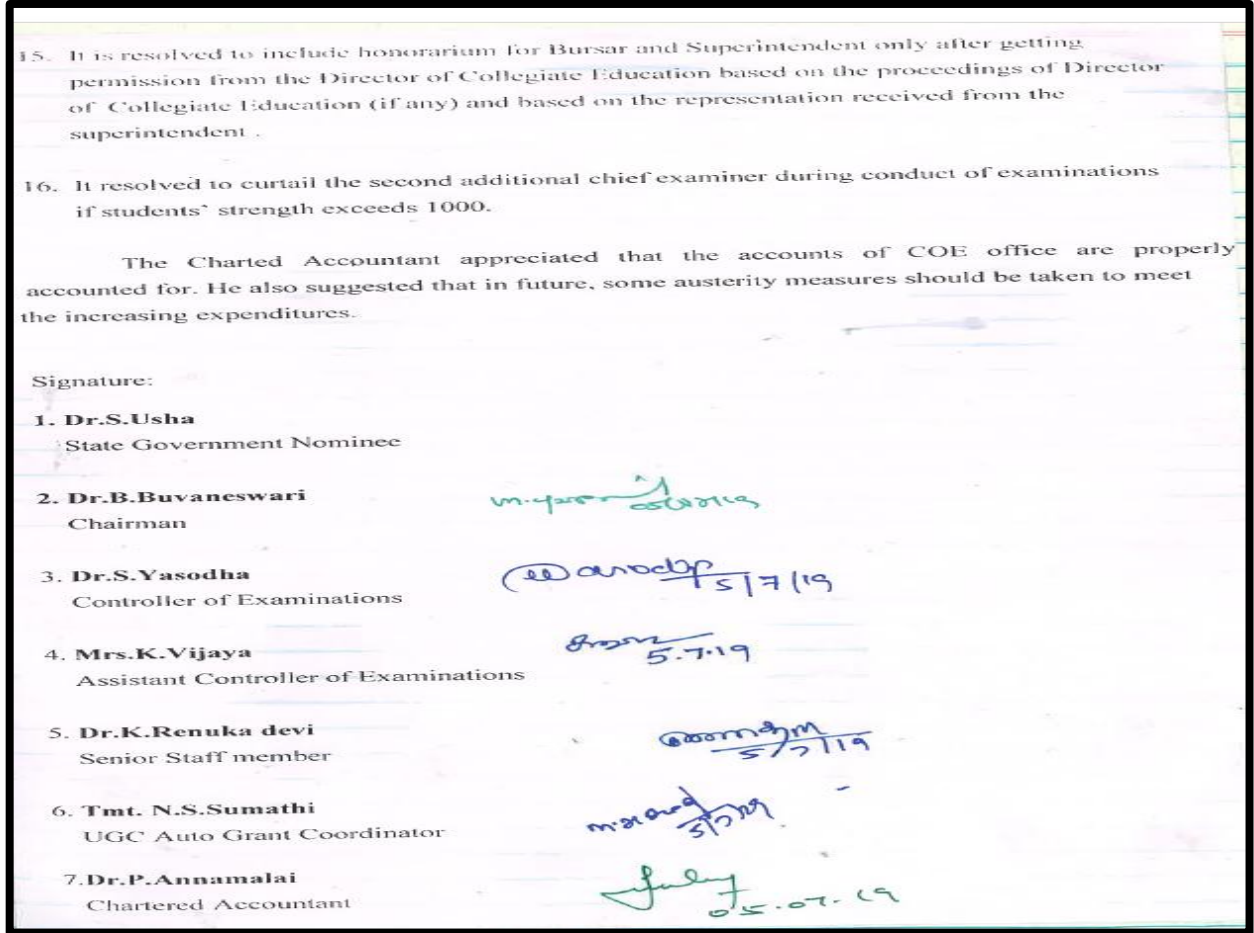 15. It is resolved to include honorarium for Bursar and Superintendent only after getting
permission from the Director of Collegiate Education based on the proceedings of Director
of Collegiate Education (if any) and based on the representation received from the
superintendent .
16. It resolved to curtail the second additional chief examiner during conduct of examinations
if students` strength exceeds 1000.
The Charted Accountant appreciated that the accounts of COE office are properly
accounted for. He also suggested that in future, some austerity measures should be taken to meet
the increasing expenditures.
Signature:
1. Dr.S.Usha
State Government Nominee
2. Dr.B.Buvaneswari
Chairman
3. Dr.S.Yasodha
5/7/19
Controller of Examinations
4. Mrs.K.Vijaya
5.7.19
Assistant Controller of Examinations
5. Dr.K.Renuka devi
5/7/19
Senior Staff member
6. Tmt. N.S.Sumathi
5/7/19
UGC Auto Grant Coordinator
7.Dr.P.Annamalai
Chartered Accountant
05.07.19